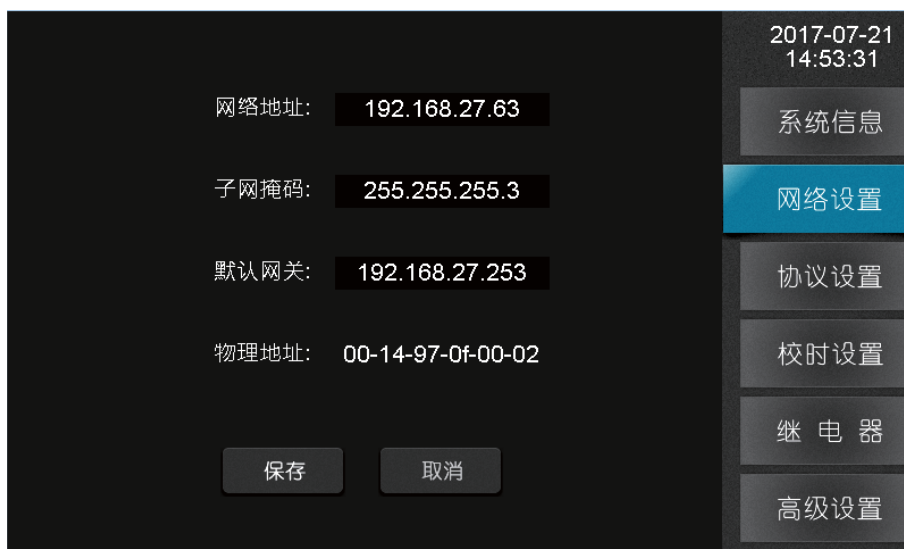 2017-07-21
14:53:31
网络地址: 192.168.27.63
子网掩码: 255.255.255.3
默认网关: 192.168.27.253
物理地址: 00-14-97-0f-00-02
保存 取消
系统信息
网络设置
协议设置
校时设置
继 电 器
高级设置